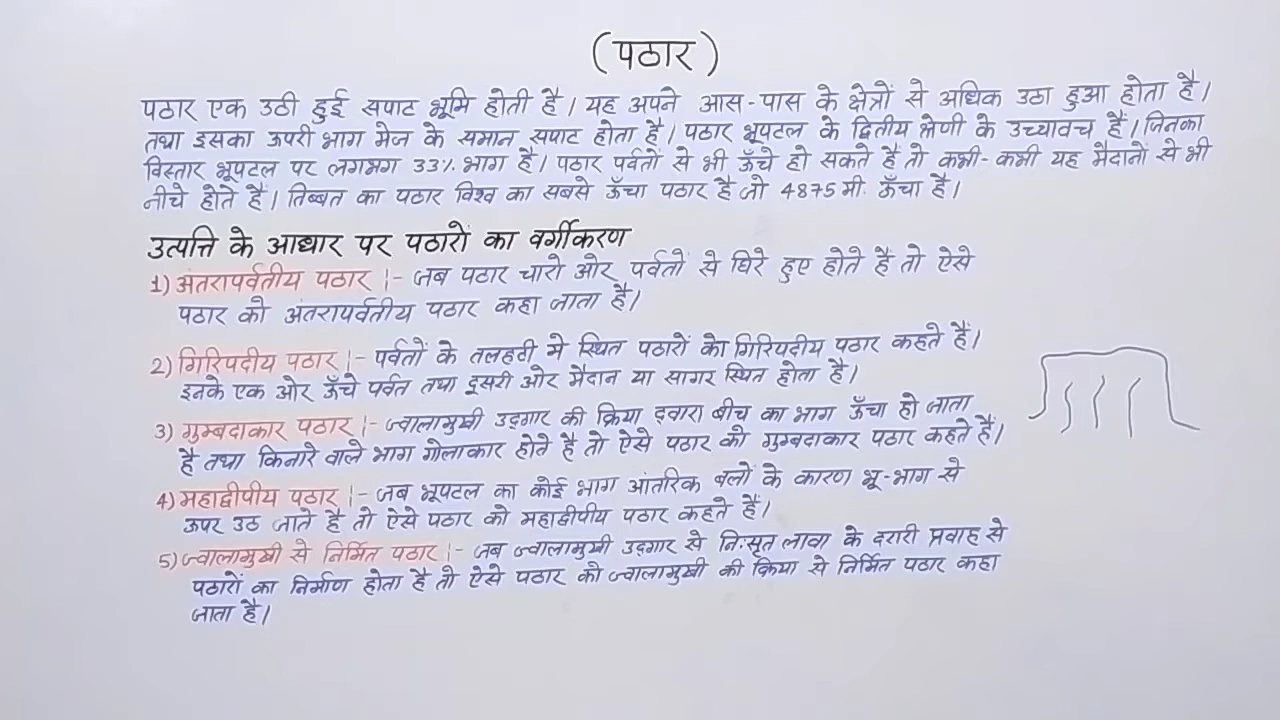 (पठार)
पठार एक उठी हुई सपाट भूमि होती है। यह अपने आस-पास के क्षेत्रों से अधिक उठा हुआ होता है।
तथा इसका ऊपरी भाग मेज के समान सपाट होता है। पठार भूपटल के द्वितीय श्रेणी के उच्चावच है। जिनका
विस्तार भूपटल पर लगभग 33% भाग है। पठार पर्वतों से भी ऊँचे हो सकते है तो कभी-कभी यह मैदानों से भी
नीचे होते है। तिब्बत का पठार विश्व का सबसे ऊँचा पठार है जो 4875 मी. ऊँचा है।
उत्पत्ति के आधार पर पठारों का वर्गीकरण
1) अंतरापर्वतीय पठार :- जब पठार चारो ओर पर्वतों से घिरे हुए होते है तो ऐसे
पठार को अंतरापर्वतीय पठार कहा जाता है।
2) गिरिपदीय पठार :- पर्वतों के तलहटी मे स्थित पठारों को गिरिपदीय पठार कहते है।
इनके एक ओर ऊँचे पर्वत तथा दूसरी ओर मैदान या सागर स्थित होता है।
3) गुम्बदाकार पठार :- ज्वालामुखी उद्गार की क्रिया द्वारा बीच का भाग ऊँचा हो जाता
है तथा किनारे वाले भाग गोलाकार होते है तो ऐसे पठार को गुम्बदाकार पठार कहते है।
4) महाद्वीपीय पठार :- जब भूपटल का कोई भाग आंतरिक बलों के कारण भू-भाग से
ऊपर उठ जाते है तो ऐसे पठार को महाद्वीपीय पठार कहते है।
5) ज्वालामुखी से निर्मित पठार :- जब ज्वालामुखी उद्गार से निःसृत लावा के दरारी प्रवाह से
पठारों का निर्माण होता है तो ऐसे पठार को ज्वालामुखी की क्रिया से निर्मित पठार कहा
जाता है।